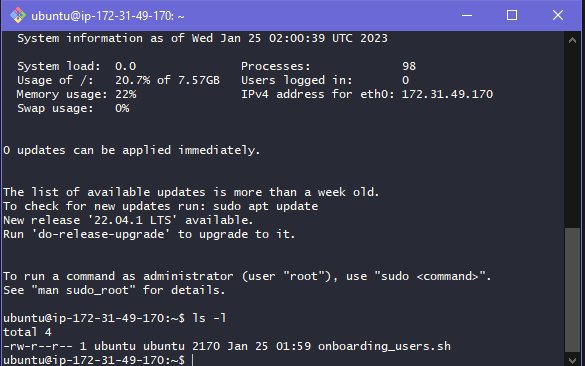 ubuntu@ip-172-31-49-170: ~
System information as of Wed Jan 25 02:00:39 UTC 2023
System load:  0.0                Processes:             98
Usage of /:   20.7% of 7.57GB   Users logged in:       0
Memory usage: 22%                IPv4 address for eth0: 172.31.49.170
Swap usage:   0%
0 updates can be applied immediately.
The list of available updates is more than a week old.
To check for new updates run: sudo apt update
New release '22.04.1 LTS' available.
Run 'do-release-upgrade' to upgrade to it.
To run a command as administrator (user "root"), use "sudo <command>".
See "man sudo_root" for details.
ubuntu@ip-172-31-49-170:~$ ls -l
total 4
-rw-r--r-- 1 ubuntu ubuntu 2170 Jan 25 01:59 onboarding_users.sh
ubuntu@ip-172-31-49-170:~$